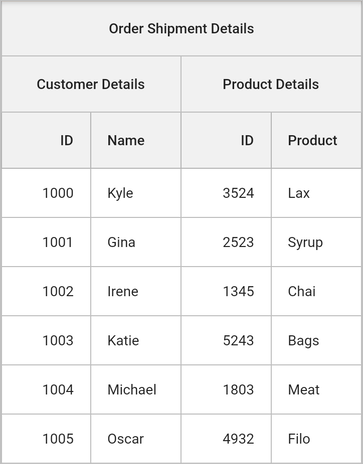 Order Shipment Details
Customer Details Product Details
ID Name ID Product
1000 Kyle 3524 Lax
1001 Gina 2523 Syrup
1002 Irene 1345 Chai
1003 Katie 5243 Bags
1004 Michael 1803 Meat
1005 Oscar 4932 Filo